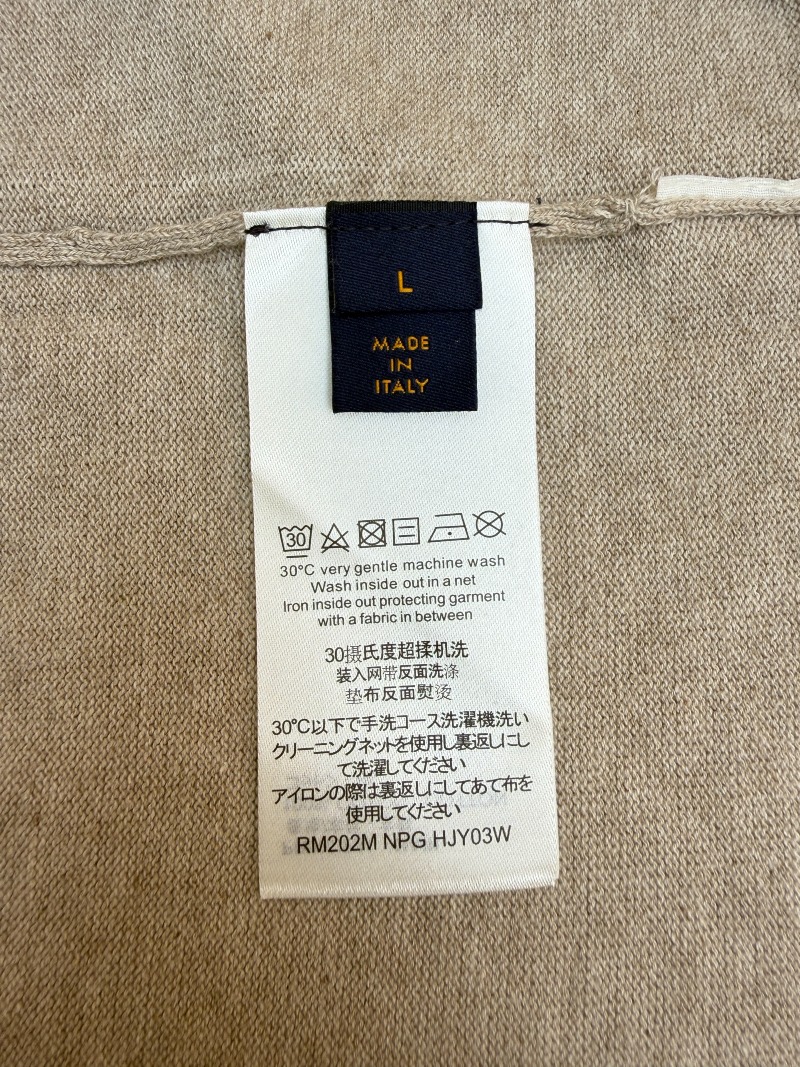 L
MADE
IN
ITALY
30
30°C very gentle machine wash
Wash inside out in a net
Iron inside out protecting garment
with a fabric in between
30摄氏度超揉机洗
装入网带反面洗涤
垫布反面熨烫
30°C以下で手洗コース洗濯機洗い
クリーニングネットを使用し裏返しにし
て洗濯してください
アイロンの際は裏返しにしてあて布を
使用してください
RM202M NPG HJY03W